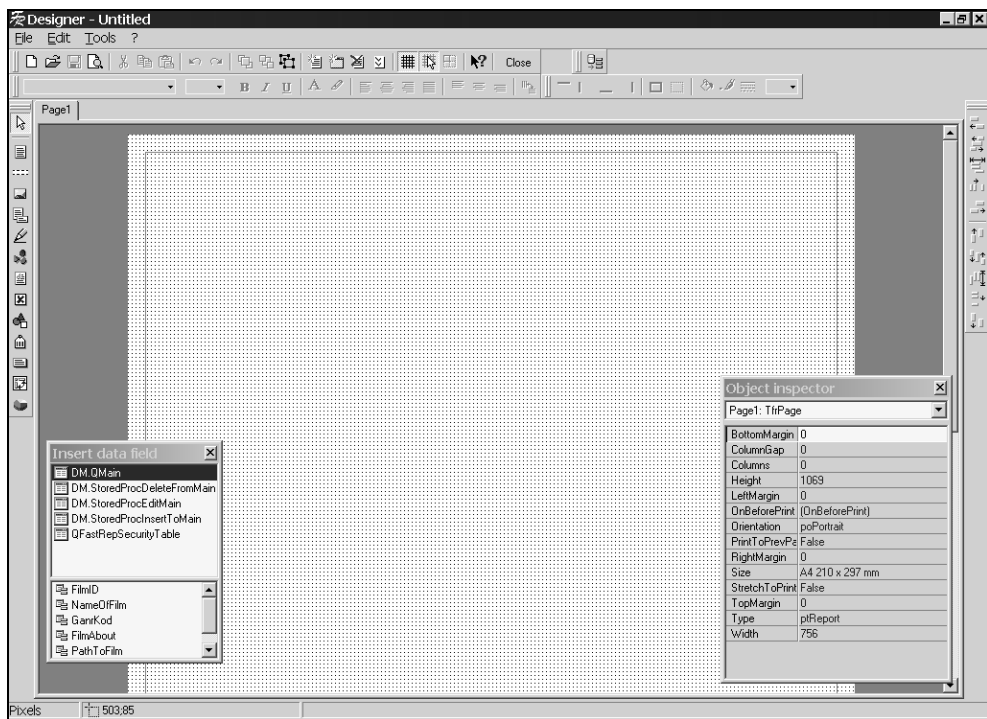 Designer - Untitled
File Edit Tools ?
Close
B I U A
Page1
Insert data field
DM.QMain
DM.StoredProcDeleteFromMain
DM.StoredProcEditMain
DM.StoredProcInsertToMain
QFastRepSecurityTable
FilmID
NameOfFilm
GanrKod
FilmAbout
PathToFilm
Object inspector
Page1: TfrPage
BottomMargin 0
ColumnGap 0
Columns 0
Height 1069
LeftMargin 0
OnBeforePrint (OnBeforePrint)
Orientation poPortrait
PrintToPrevPa False
RightMargin 0
Size A4 210 x 297 mm
StretchToPrint False
TopMargin 0
Type ptReport
Width 756
Pixels 503;85